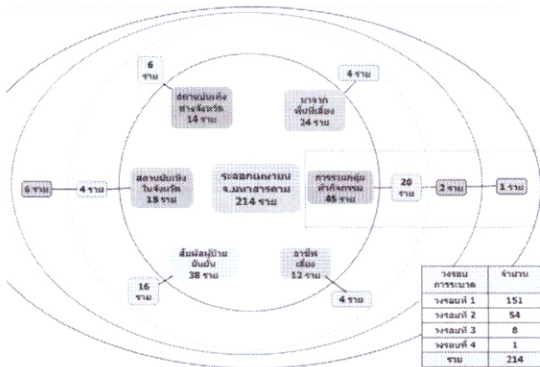 6
ราย
4 ราย
สถานบันเทิง
ต่างจังหวัด
14 ราย
มาจาก
พื้นที่เสี่ยง
24 ราย
6 ราย
4 ราย
สถานบันเทิง
ในจังหวัด
18 ราย
ระลอกเมษายน
จ.มหาสารคาม
214 ราย
การรวมกลุ่ม
ทำกิจกรรม
45 ราย
20
ราย
2 ราย
1 ราย
สัมผัสผู้ป่วย
ยืนยัน
38 ราย
อาชีพ
เสี่ยง
12 ราย
16
ราย
4 ราย
วงรอบ
การระบาด
จำนวน
วงรอบที่ 1 151
วงรอบที่ 2 54
วงรอบที่ 3 8
วงรอบที่ 4 1
รวม 214